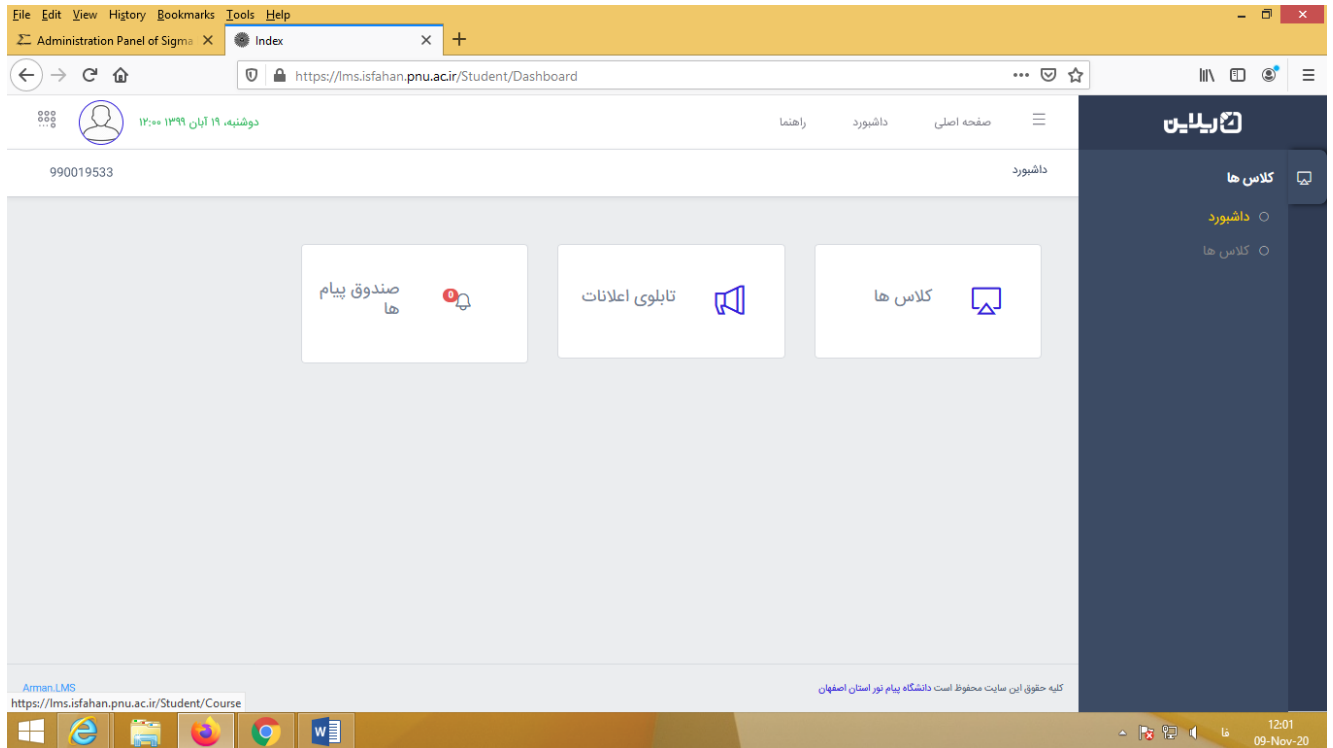 File Edit View History Bookmarks Tools Help
Administration Panel of Sigma
Index
https://lms.isfahan.pnu.ac.ir/Student/Dashboard
ریلاین
صفحه اصلی
داشبورد
راهنما
دوشنبه، ۱۹ آبان ۱۳۹۹ ۱۲:۰۰
داشبورد
990019533
کلاس ها
داشبورد
کلاس ها
کلاس ها
تابلوی اعلانات
0
صندوق پیام
ها
کلیه حقوق این سایت محفوظ است دانشگاه پیام نور استان اصفهان
Arman.LMS
https://lms.isfahan.pnu.ac.ir/Student/Course
فا
12:01
09-Nov-20